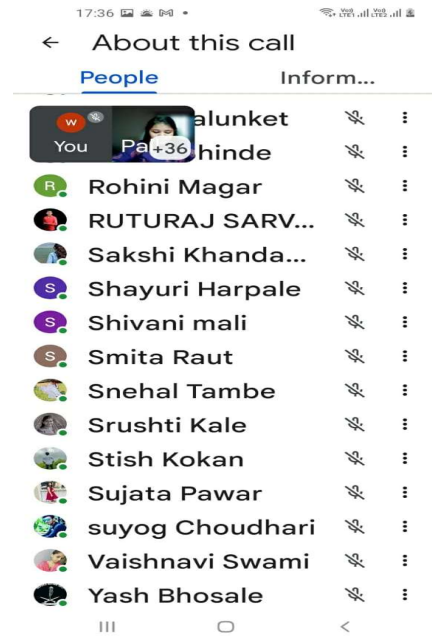 17:36
About this call
People Inform...
W
You Pa +36
alunket
hinde
R Rohini Magar
RUTURAJ SARV...
Sakshi Khanda...
S Shayuri Harpale
S Shivani mali
S Smita Raut
Snehal Tambe
Srushti Kale
Stish Kokan
Sujata Pawar
suyog Choudhari
Vaishnavi Swami
Yash Bhosale